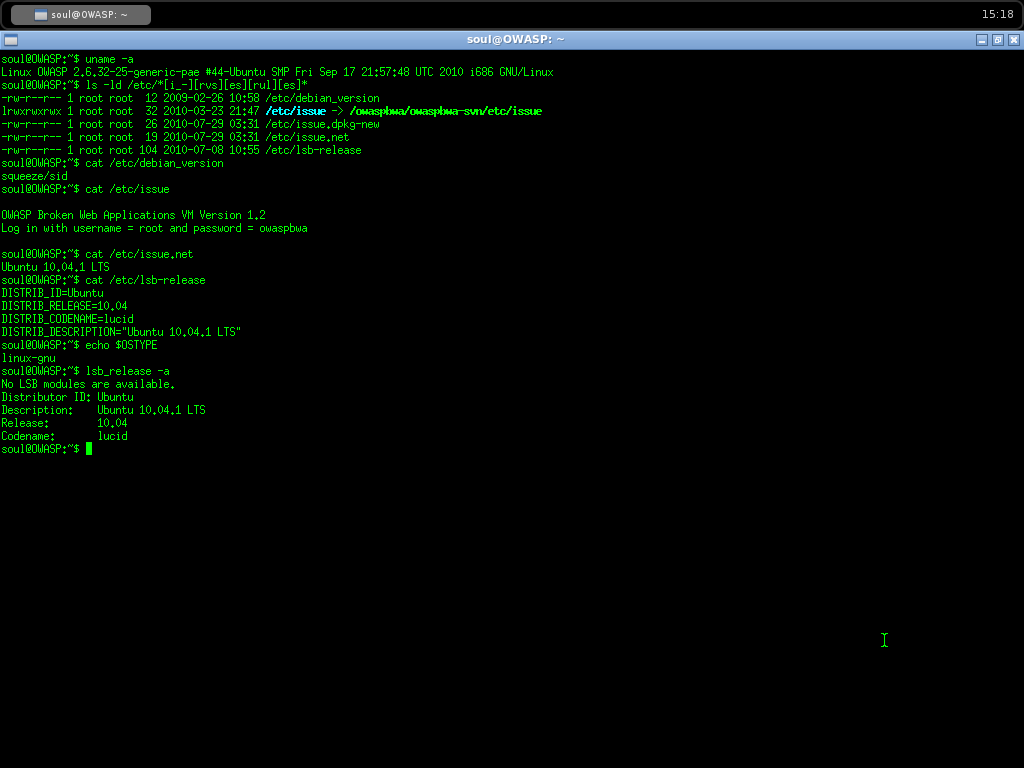 soul@OWASP: ~
15:18
soul@OWASP: ~
soul@OWASP:~$ uname -a
Linux OWASP 2.6.32-25-generic-pae #44-Ubuntu SMP Fri Sep 17 21:57:48 UTC 2010 i686 GNU/Linux
soul@OWASP:~$ ls -ld /etc/*[i_-][rvs][es][rul][es]*
-rw-r--r-- 1 root root  12 2009-02-26 10:58 /etc/debian_version
lrwxrwxrwx 1 root root  32 2010-03-23 21:47 /etc/issue -> /owaspbwa/owaspbwa-svn/etc/issue
-rw-r--r-- 1 root root  26 2010-07-29 03:31 /etc/issue.dpkg-new
-rw-r--r-- 1 root root  19 2010-07-29 03:31 /etc/issue.net
-rw-r--r-- 1 root root 104 2010-07-08 10:55 /etc/lsb-release
soul@OWASP:~$ cat /etc/debian_version
squeeze/sid
soul@OWASP:~$ cat /etc/issue
OWASP Broken Web Applications VM Version 1.2
Log in with username = root and password = owaspbwa
soul@OWASP:~$ cat /etc/issue.net
Ubuntu 10.04.1 LTS
soul@OWASP:~$ cat /etc/lsb-release
DISTRIB_ID=Ubuntu
DISTRIB_RELEASE=10.04
DISTRIB_CODENAME=lucid
DISTRIB_DESCRIPTION="Ubuntu 10.04.1 LTS"
soul@OWASP:~$ echo $OSTYPE
linux-gnu
soul@OWASP:~$ lsb_release -a
No LSB modules are available.
Distributor ID: Ubuntu
Description:    Ubuntu 10.04.1 LTS
Release:        10.04
Codename:       lucid
soul@OWASP:~$